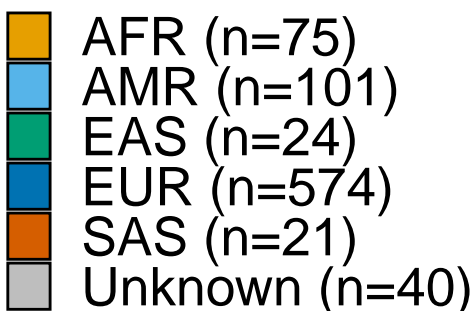 AFR (n=75)
AMR (n=101)
EAS (n=24)
EUR (n=574)
SAS (n=21)
Unknown (n=40)